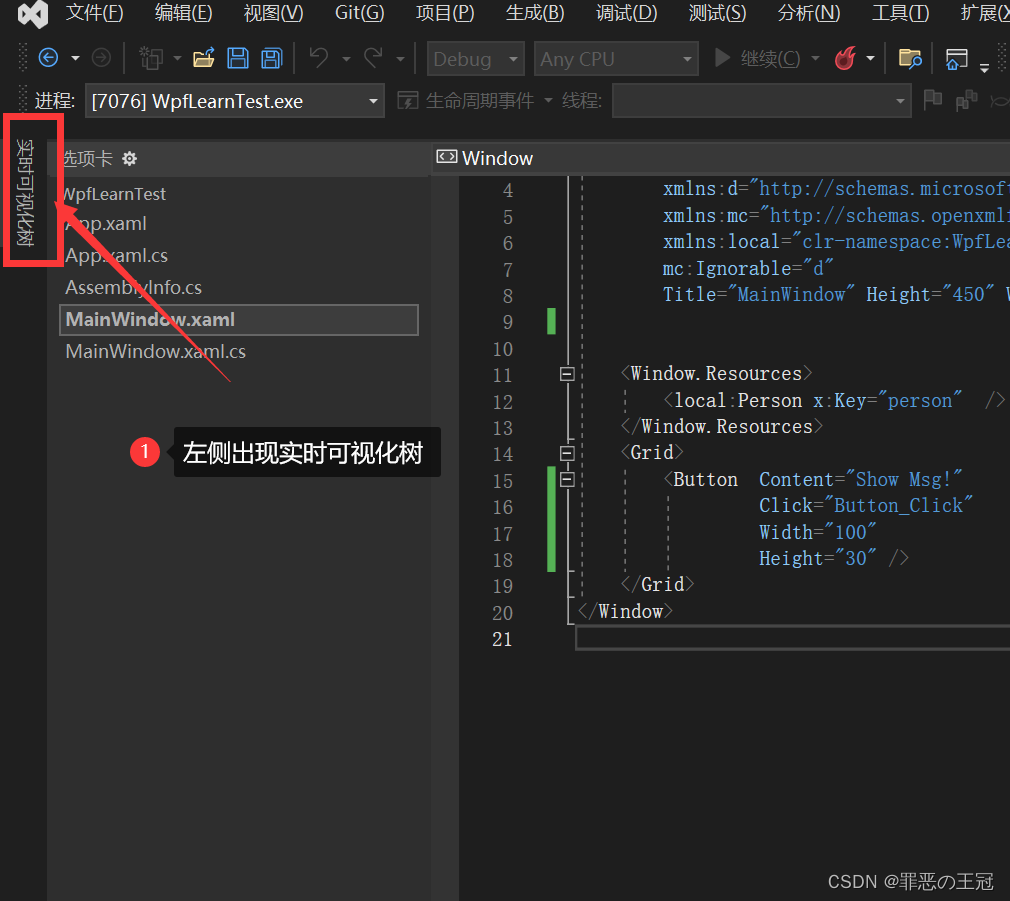 文件(F) 编辑(E) 视图(V) Git(G) 项目(P) 生成(B) 调试(D) 测试(S) 分析(N) 工具(T)
Debug Any CPU 继续(C)
进程: [7076] WpfLearnTest.exe 生命周期事件 线程:
实时可视化树
选项卡
WpfLearnTest
App.xaml
App.xaml.cs
AssemblyInfo.cs
MainWindow.xaml
MainWindow.xaml.cs
1 左侧出现实时可视化树
Window
4 xmlns:d="http://schemas.microsoft
5 xmlns:mc="http://schemas.openxmlf
6 xmlns:local="clr-namespace:WpfLea
7 mc:Ignorable="d"
8 Title="MainWindow" Height="450" W
9
10
11 <Window.Resources>
12 <local:Person x:Key="person" />
13 </Window.Resources>
14 <Grid>
15 <Button Content="Show Msg!"
16 Click="Button_Click"
17 Width="100"
18 Height="30" />
19 </Grid>
20 </Window>
21
CSDN @罪恶の王冠